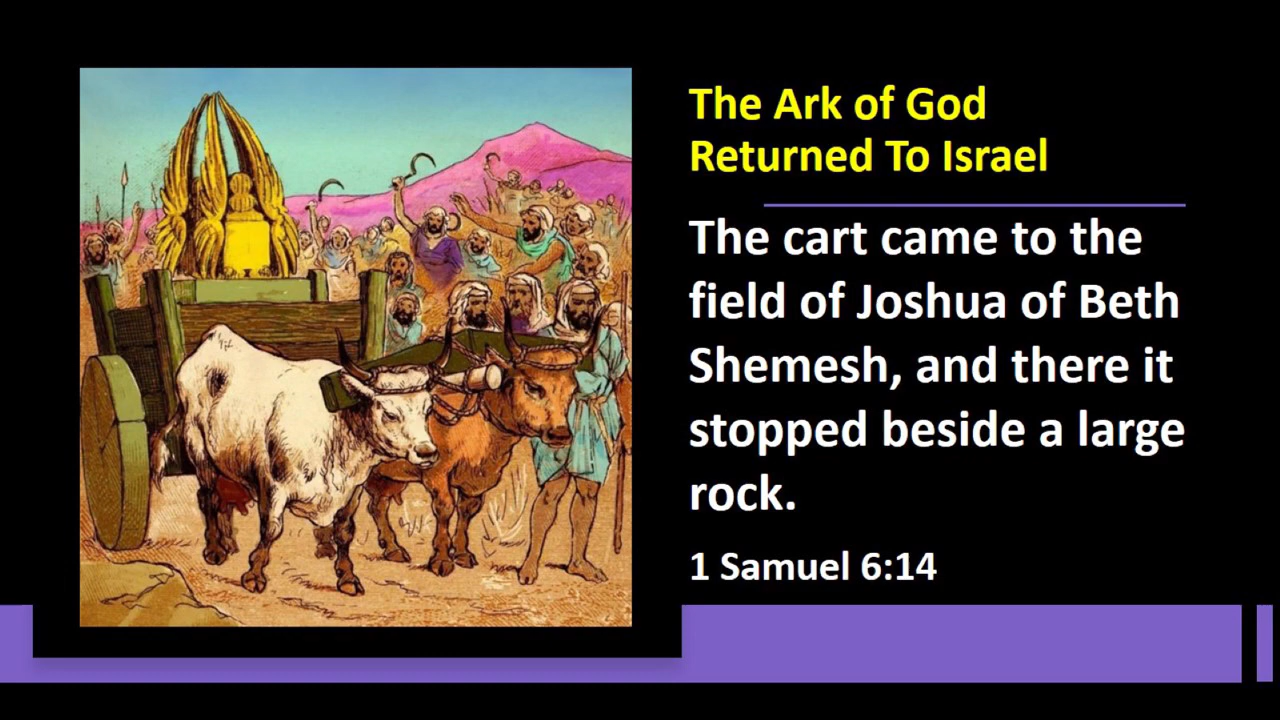 The Ark of God
Returned To Israel
The cart came to the
field of Joshua of Beth
Shemesh, and there it
stopped beside a large
rock.
1 Samuel 6:14